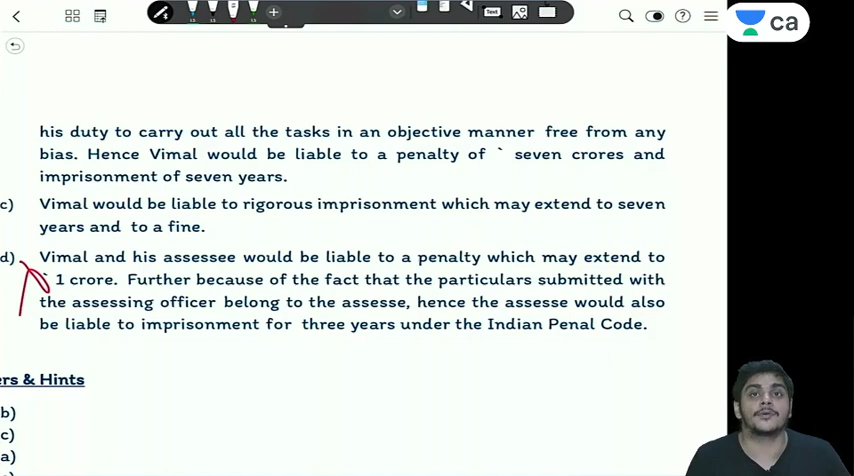 Text
ca
his duty to carry out all the tasks in an objective manner free from any
bias. Hence Vimal would be liable to a penalty of ` seven crores and
imprisonment of seven years.
c) Vimal would be liable to rigorous imprisonment which may extend to seven
years and to a fine.
d) Vimal and his assessee would be liable to a penalty which may extend to
` 1 crore. Further because of the fact that the particulars submitted with
the assessing officer belong to the assesse, hence the assesse would also
be liable to imprisonment for three years under the Indian Penal Code.
ers & Hints
b)
c)
a)